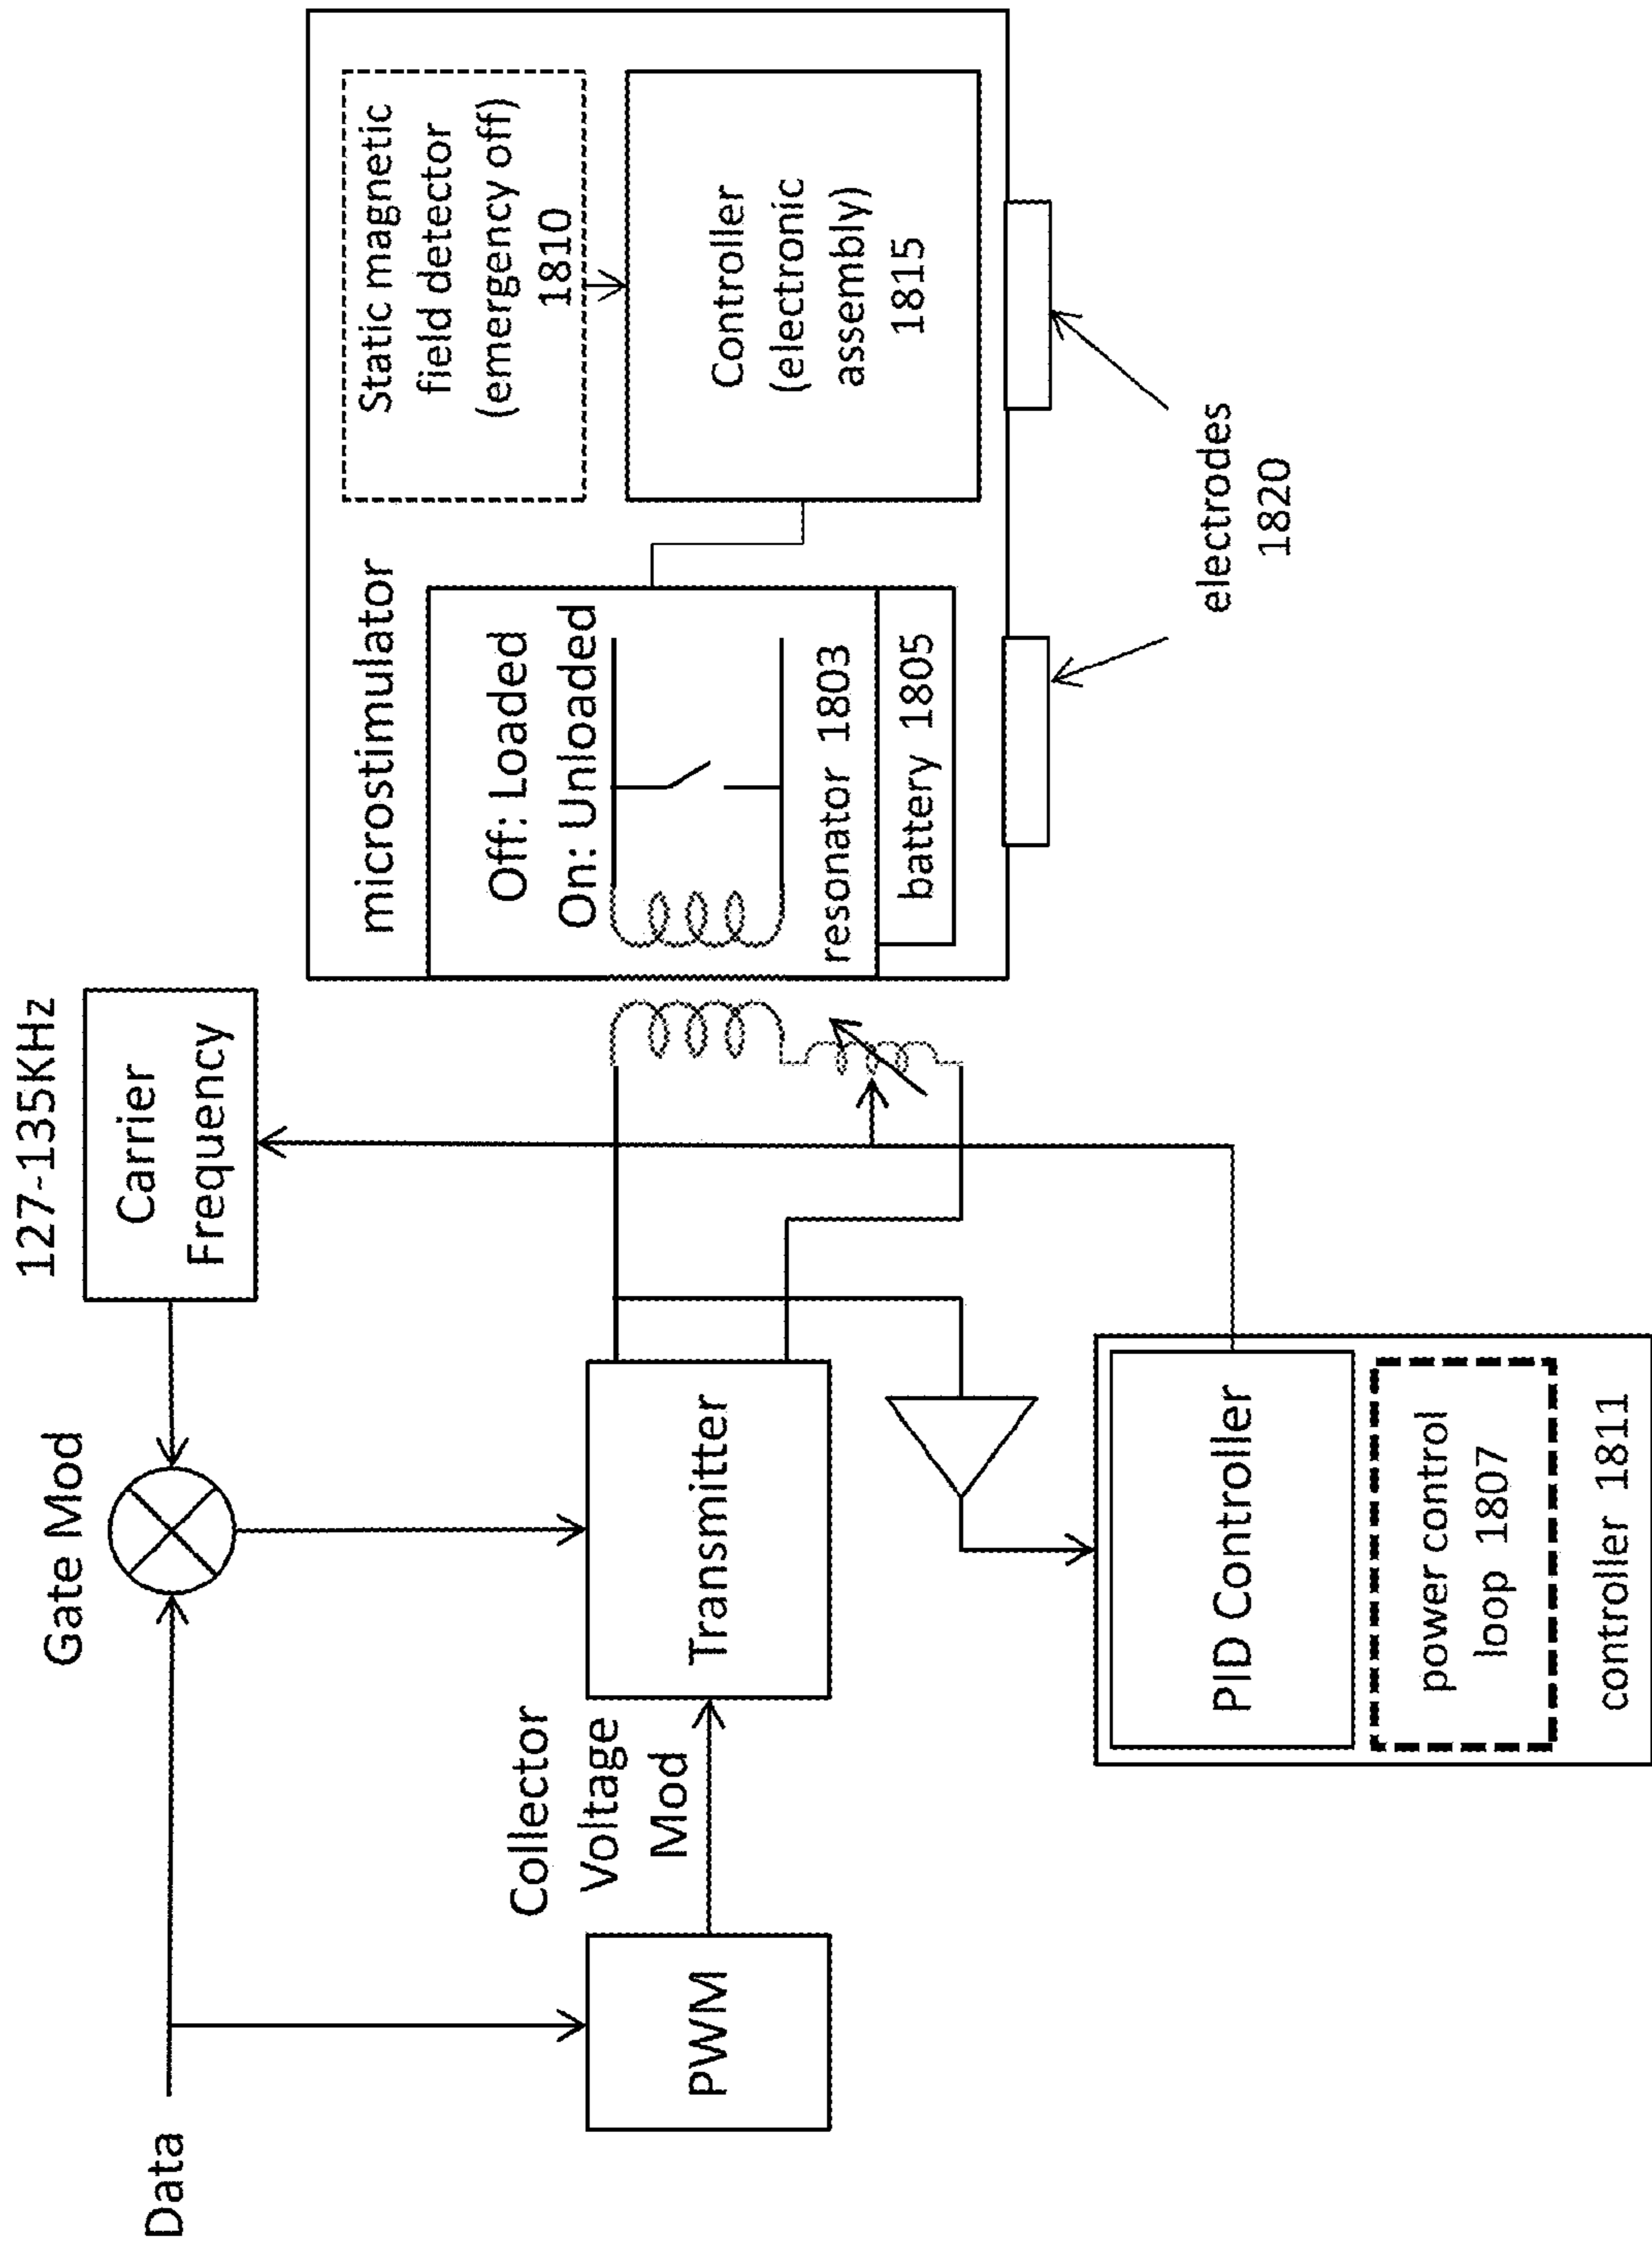 127-135KHz
Gate Mod
Carrier
Frequency
Data
microstimulator
Static magnetic
field detector
(emergency off)
1810
Off: Loaded
On: Unloaded
resonator 1803
battery 1805
Controller
(electronic
assembly)
1815
Collector
Voltage
Mod
PWM
Transmitter
electrodes
1820
PID Controller
power control
loop 1807
controller 1811